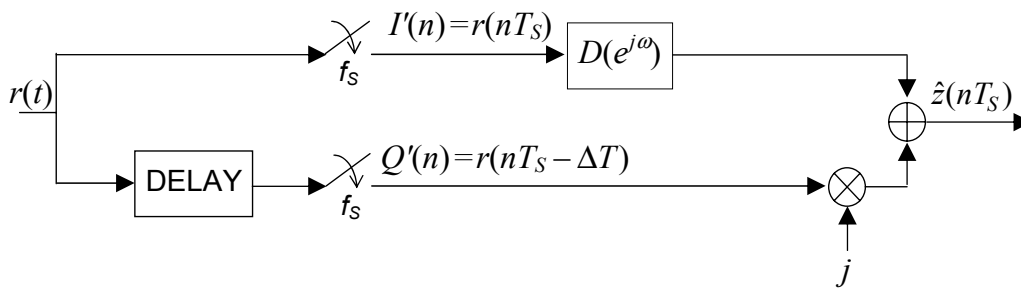 I′(n)=r(nT_S)
D(e^{jω})
f_S
r(t)
ẑ(nT_S)
DELAY
Q′(n)=r(nT_S − ΔT)
f_S
j